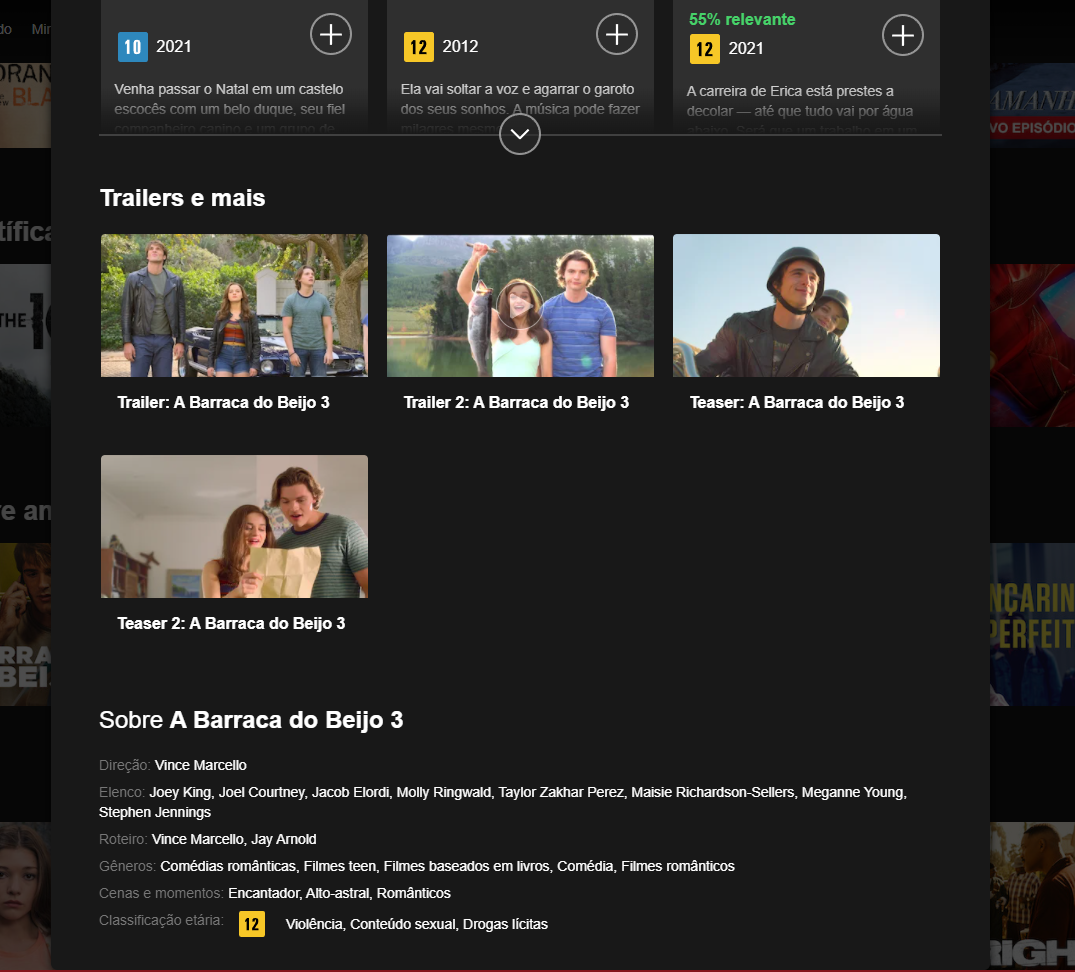 do
Min
ORAN
BLA
10 2021
Venha passar o Natal em um castelo
escocês com um belo duque, seu fiel
companheiro canino e um grupo de
12 2012
Ela vai soltar a voz e agarrar o garoto
dos seus sonhos. A música pode fazer
milagres
55% relevante
12 2021
A carreira de Erica está prestes a
decolar — até que tudo vai por água
abaixo. Será que um trabalho em um
AMANH
VO EPISÓDIO
Trailers e mais
tífica
THE 10
Trailer: A Barraca do Beijo 3
Trailer 2: A Barraca do Beijo 3
Teaser: A Barraca do Beijo 3
e an
RRA
BEI
NÇARIN
PERFEIT
Teaser 2: A Barraca do Beijo 3
Sobre A Barraca do Beijo 3
Direção: Vince Marcello
Elenco: Joey King, Joel Courtney, Jacob Elordi, Molly Ringwald, Taylor Zakhar Perez, Maisie Richardson-Sellers, Meganne Young,
Stephen Jennings
Roteiro: Vince Marcello, Jay Arnold
Gêneros: Comédias românticas, Filmes teen, Filmes baseados em livros, Comédia, Filmes românticos
Cenas e momentos: Encantador, Alto-astral, Românticos
Classificação etária: 12 Violência, Conteúdo sexual, Drogas lícitas
RIGH